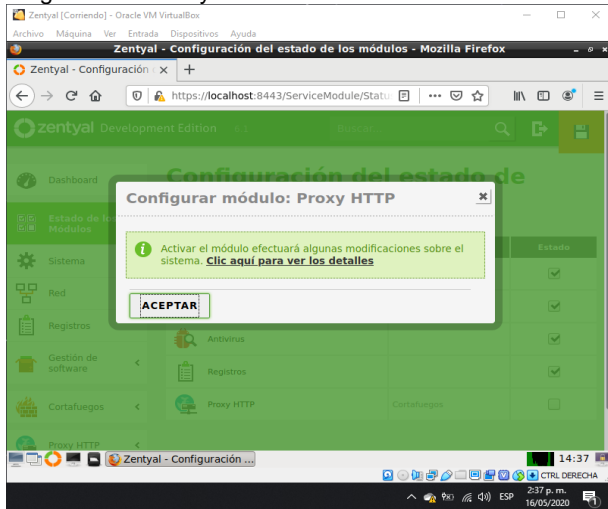 Zentyal [Corriendo] - Oracle VM VirtualBox
Archivo Máquina Ver Entrada Dispositivos Ayuda
Zentyal - Configuración del estado de los módulos - Mozilla Firefox
Zentyal - Configuración
https://localhost:8443/ServiceModule/Statu
zentyal Development Edition 6.1 Buscar
Dashboard
Configuración del estado de
Configurar módulo: Proxy HTTP
Estado de los
Módulos
Estado
Activar el módulo efectuará algunas modificaciones sobre el
sistema. Clic aquí para ver los detalles
Sistema
Red
ACEPTAR
Registros
Antivirus
Gestión de
software
Registros
Cortafuegos
Proxy HTTP Cortafuegos
Proxy HTTP
Zentyal - Configuración ...
14:37
CTRL DERECHA
ESP
2:37 p. m.
16/05/2020